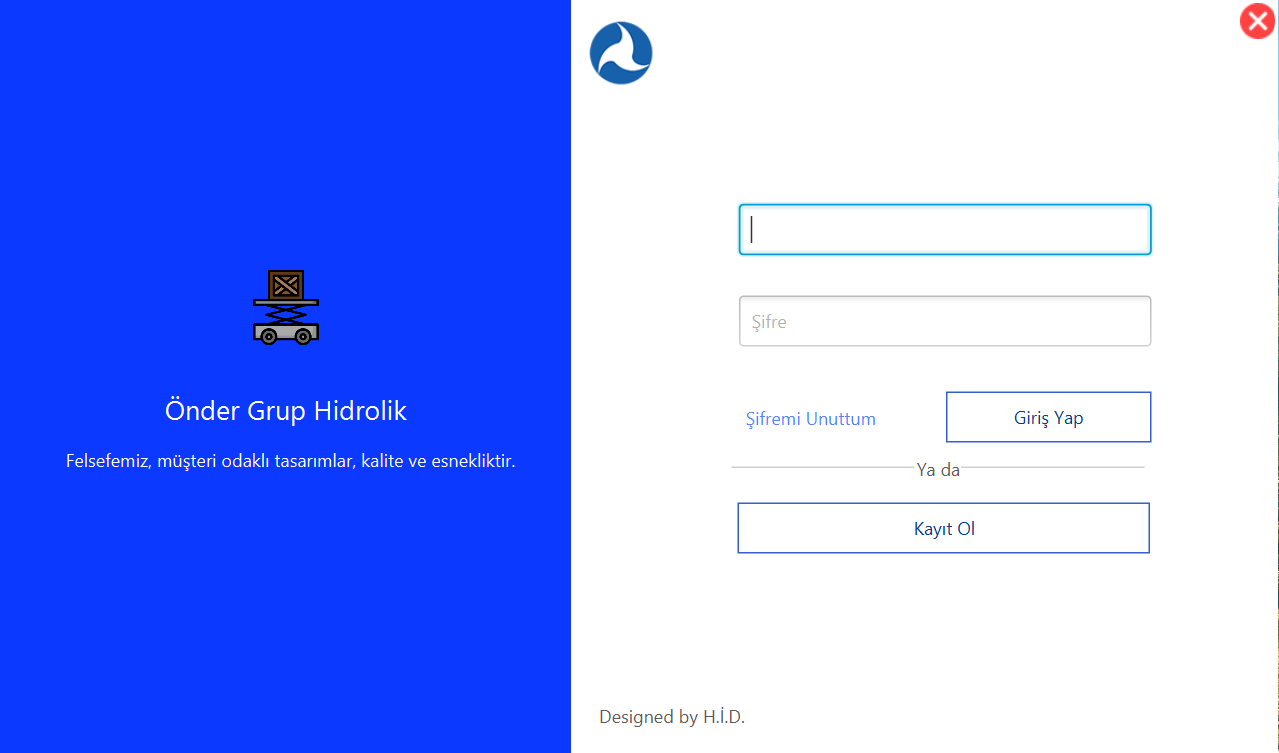 Önder Grup Hidrolik
Felsefemiz, müşteri odaklı tasarımlar, kalite ve esnekliktir.
Şifre
Şifremi Unuttum
Giriş Yap
Ya da
Kayıt Ol
Designed by H.İ.D.